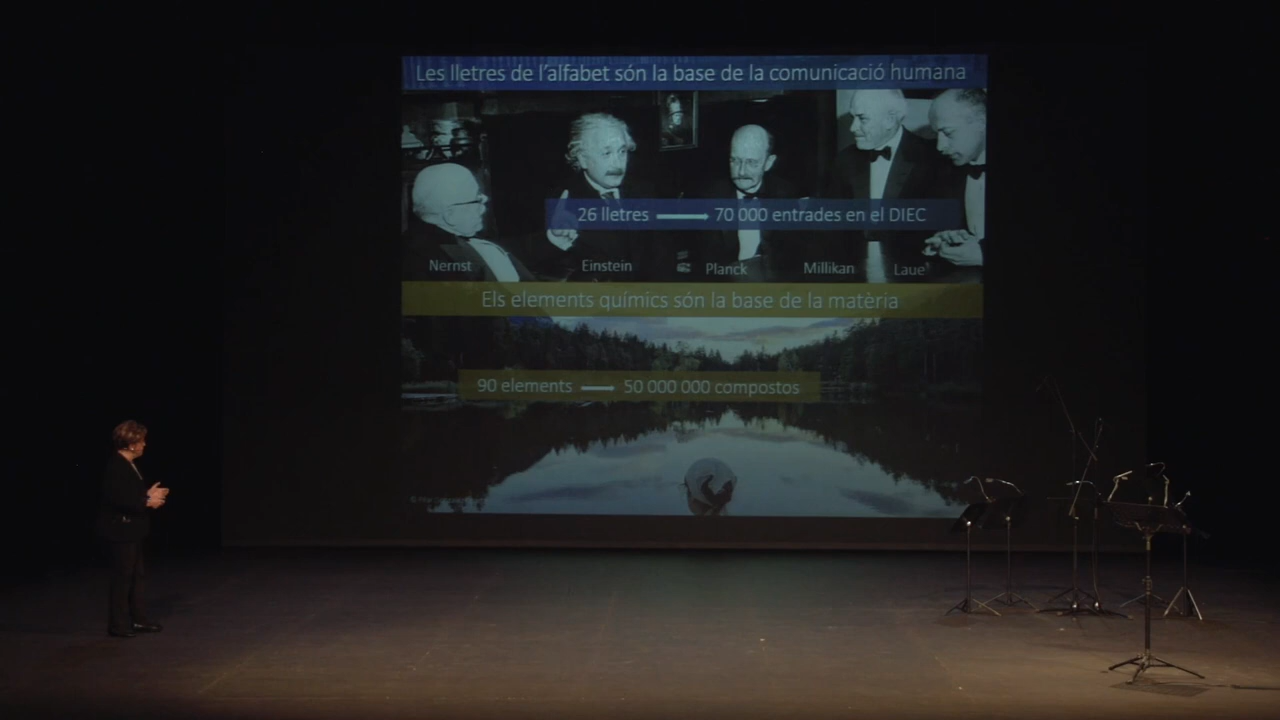 Les lletres de l'alfabet són la base de la comunicació humana
26 lletres 70 000 entrades en el DIEC
Nernst Einstein Planck Millikan Laue
Els elements químics són la base de la matèria
90 elements 50 000 000 compostos